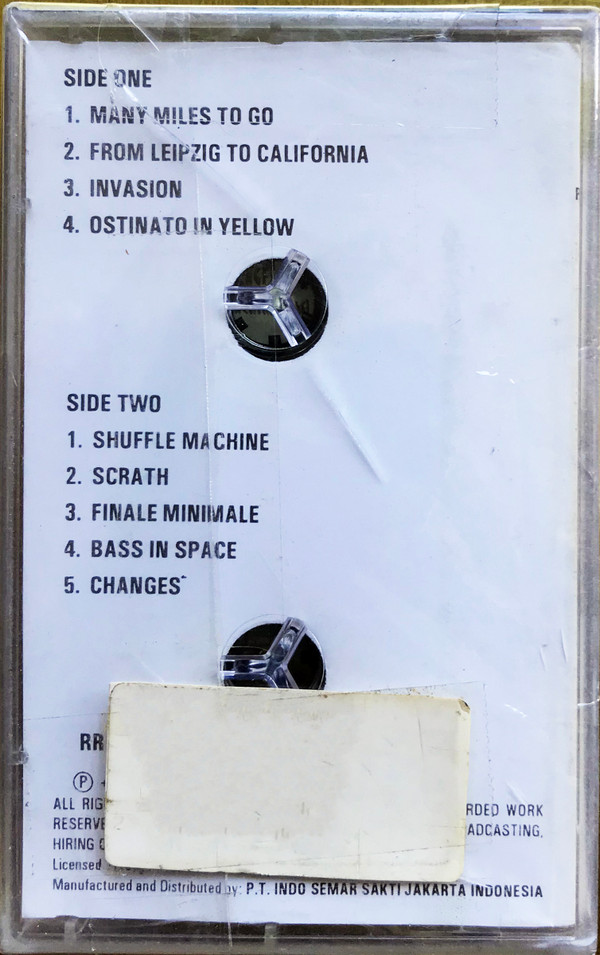 SIDE ONE
1. MANY MILES TO GO
2. FROM LEIPZIG TO CALIFORNIA
3. INVASION
4. OSTINATO IN YELLOW
SIDE TWO
1. SHUFFLE MACHINE
2. SCRATH
3. FINALE MINIMALE
4. BASS IN SPACE
5. CHANGES
RR
Ⓟ
ALL RIG RDED WORK
RESERVE ADCASTING,
HIRING
Licensed
Manufactured and Distributed by: P.T. INDO SEMAR SAKTI JAKARTA INDONESIA